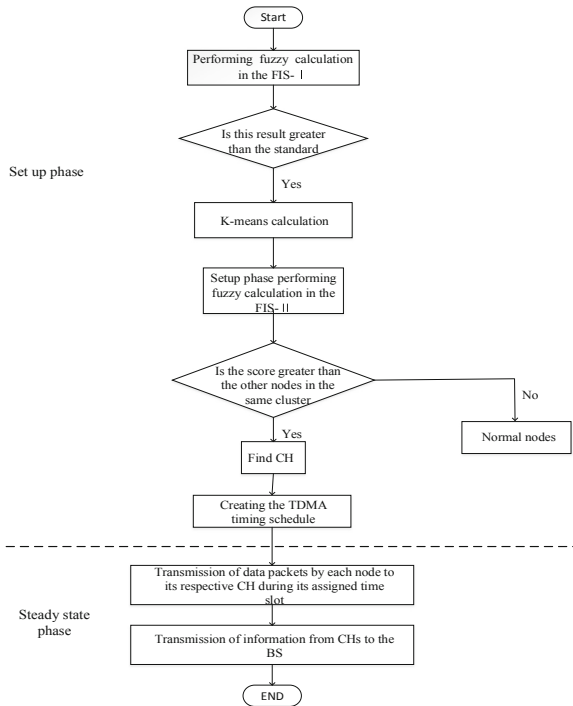 Start
Performing fuzzy calculation
in the FIS- Ⅰ
Is this result greater
than the standard
Set up phase
Yes
K-means calculation
Setup phase performing
fuzzy calculation in the
FIS- Ⅱ
Is the score greater than
the other nodes in the
same cluster
No
Yes
Normal nodes
Find CH
Creating the TDMA
timing schedule
Transmission of data packets by each node to
its respective CH during its assigned time
slot
Steady state
phase
Transmission of information from CHs to the
BS
END